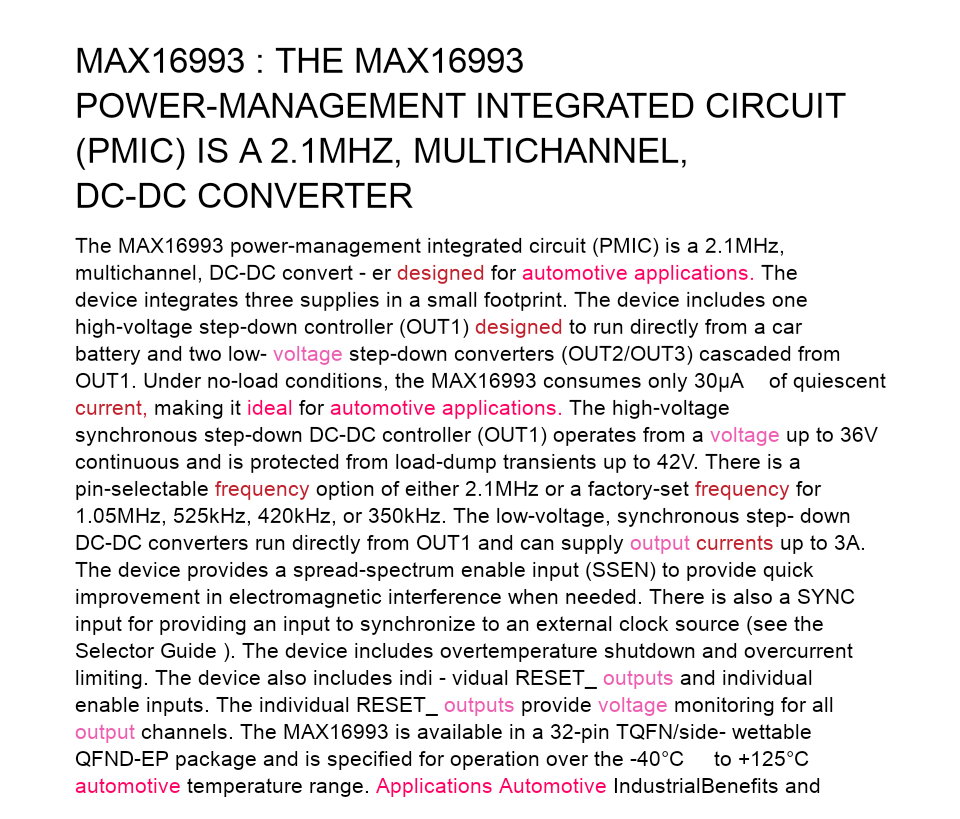 MAX16993 : THE MAX16993
POWER-MANAGEMENT INTEGRATED CIRCUIT
(PMIC) IS A 2.1MHZ, MULTICHANNEL,
DC-DC CONVERTER
The MAX16993 power-management integrated circuit (PMIC) is a 2.1MHz,
multichannel, DC-DC convert - er designed for automotive applications. The
device integrates three supplies in a small footprint. The device includes one
high-voltage step-down controller (OUT1) designed to run directly from a car
battery and two low- voltage step-down converters (OUT2/OUT3) cascaded from
OUT1. Under no-load conditions, the MAX16993 consumes only 30μA of quiescent
current, making it ideal for automotive applications. The high-voltage
synchronous step-down DC-DC controller (OUT1) operates from a voltage up to 36V
continuous and is protected from load-dump transients up to 42V. There is a
pin-selectable frequency option of either 2.1MHz or a factory-set frequency for
1.05MHz, 525kHz, 420kHz, or 350kHz. The low-voltage, synchronous step- down
DC-DC converters run directly from OUT1 and can supply output currents up to 3A.
The device provides a spread-spectrum enable input (SSEN) to provide quick
improvement in electromagnetic interference when needed. There is also a SYNC
input for providing an input to synchronize to an external clock source (see the
Selector Guide ). The device includes overtemperature shutdown and overcurrent
limiting. The device also includes indi - vidual RESET_ outputs and individual
enable inputs. The individual RESET_ outputs provide voltage monitoring for all
output channels. The MAX16993 is available in a 32-pin TQFN/side- wettable
QFND-EP package and is specified for operation over the -40°C to +125°C
automotive temperature range. Applications Automotive IndustrialBenefits and